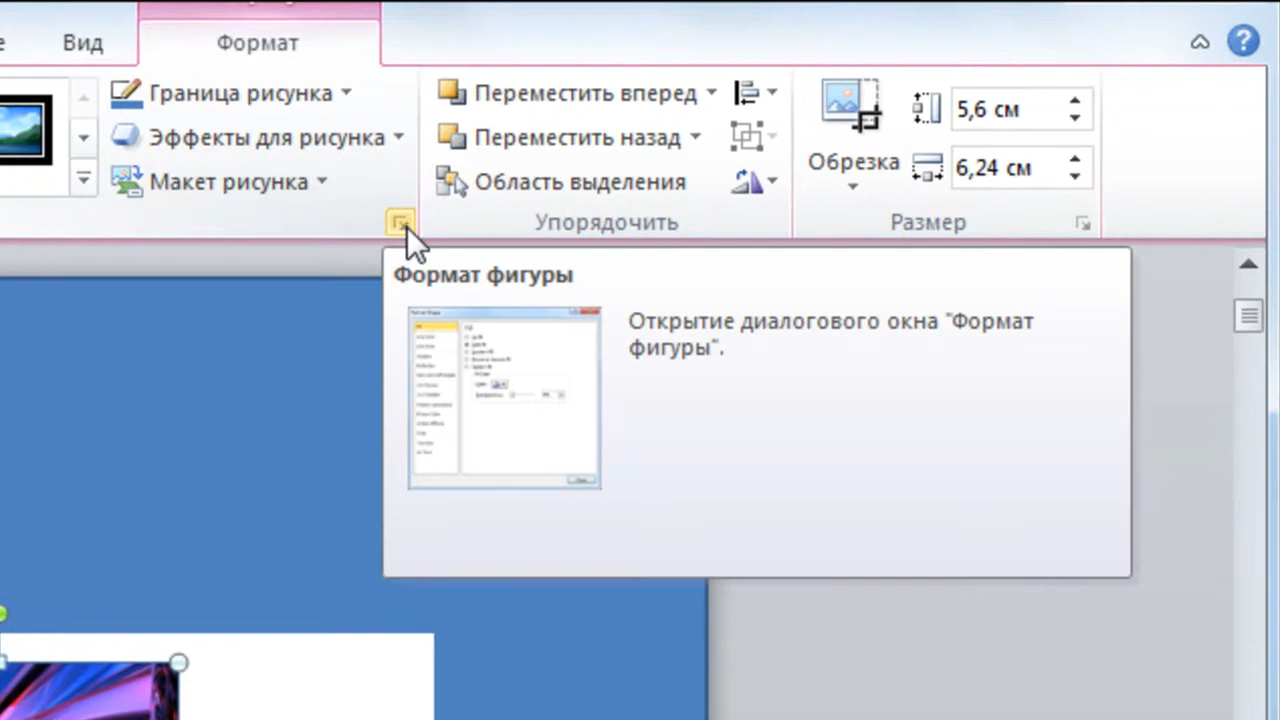 Вид
Формат
Граница рисунка
Эффекты для рисунка
Макет рисунка
Переместить вперед
Переместить назад
Область выделения
Упорядочить
Обрезка
5,6 см
6,24 см
Размер
Формат фигуры
Открытие диалогового окна "Формат
фигуры".